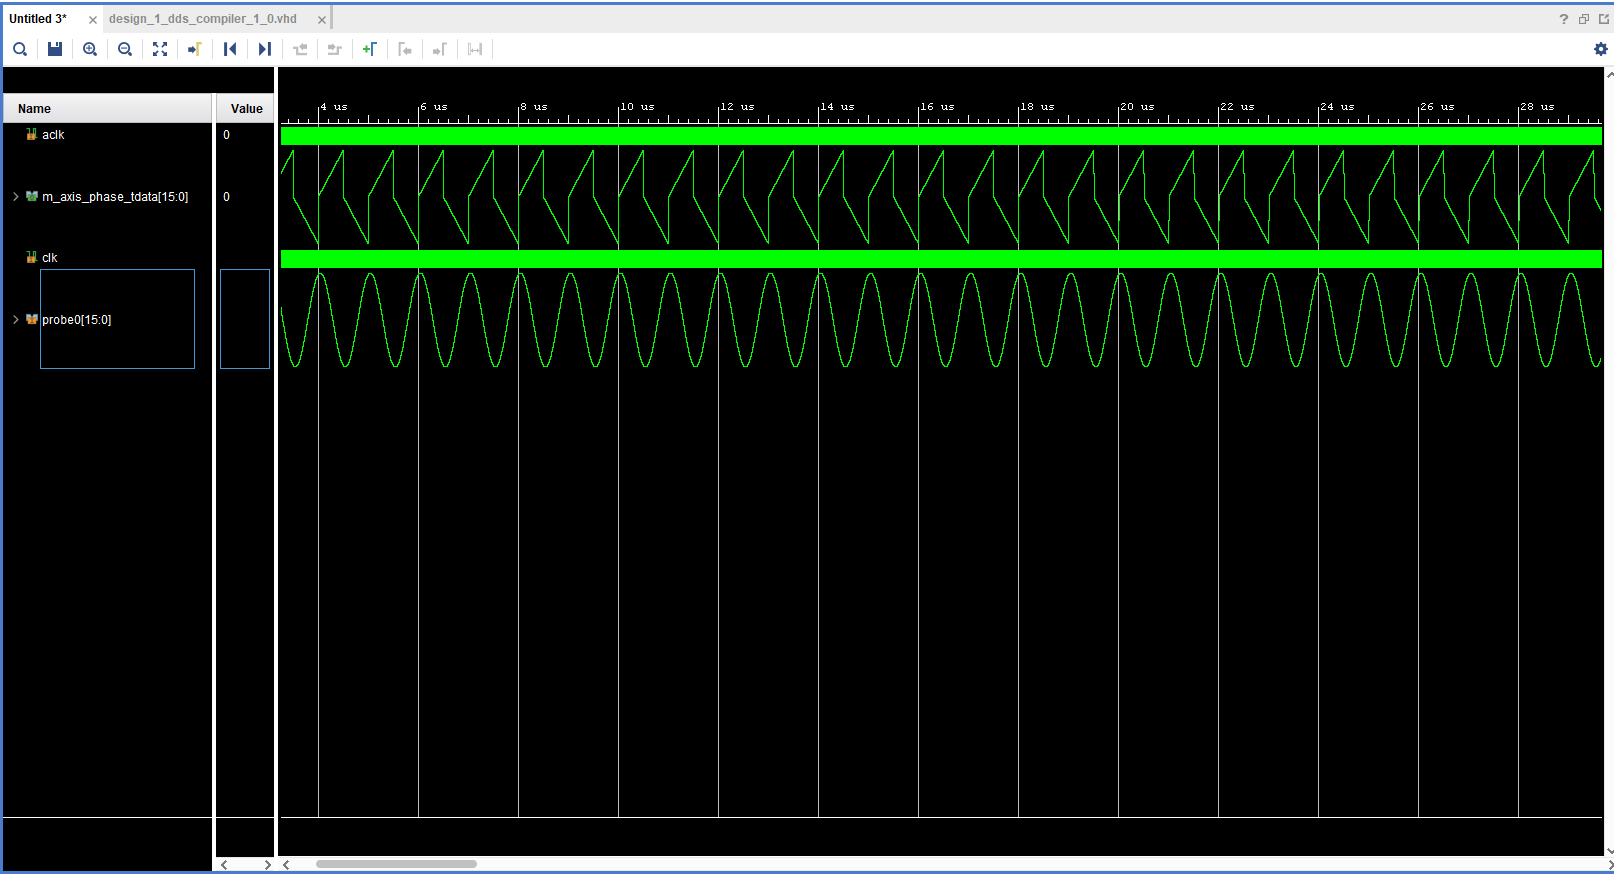 Untitled 3* × design_1_dds_compiler_1_0.vhd × ?
Name Value
4 us 6 us 8 us 10 us 12 us 14 us 16 us 18 us 20 us 22 us 24 us 26 us 28 us
aclk 0
m_axis_phase_tdata[15:0] 0
clk
probe0[15:0]